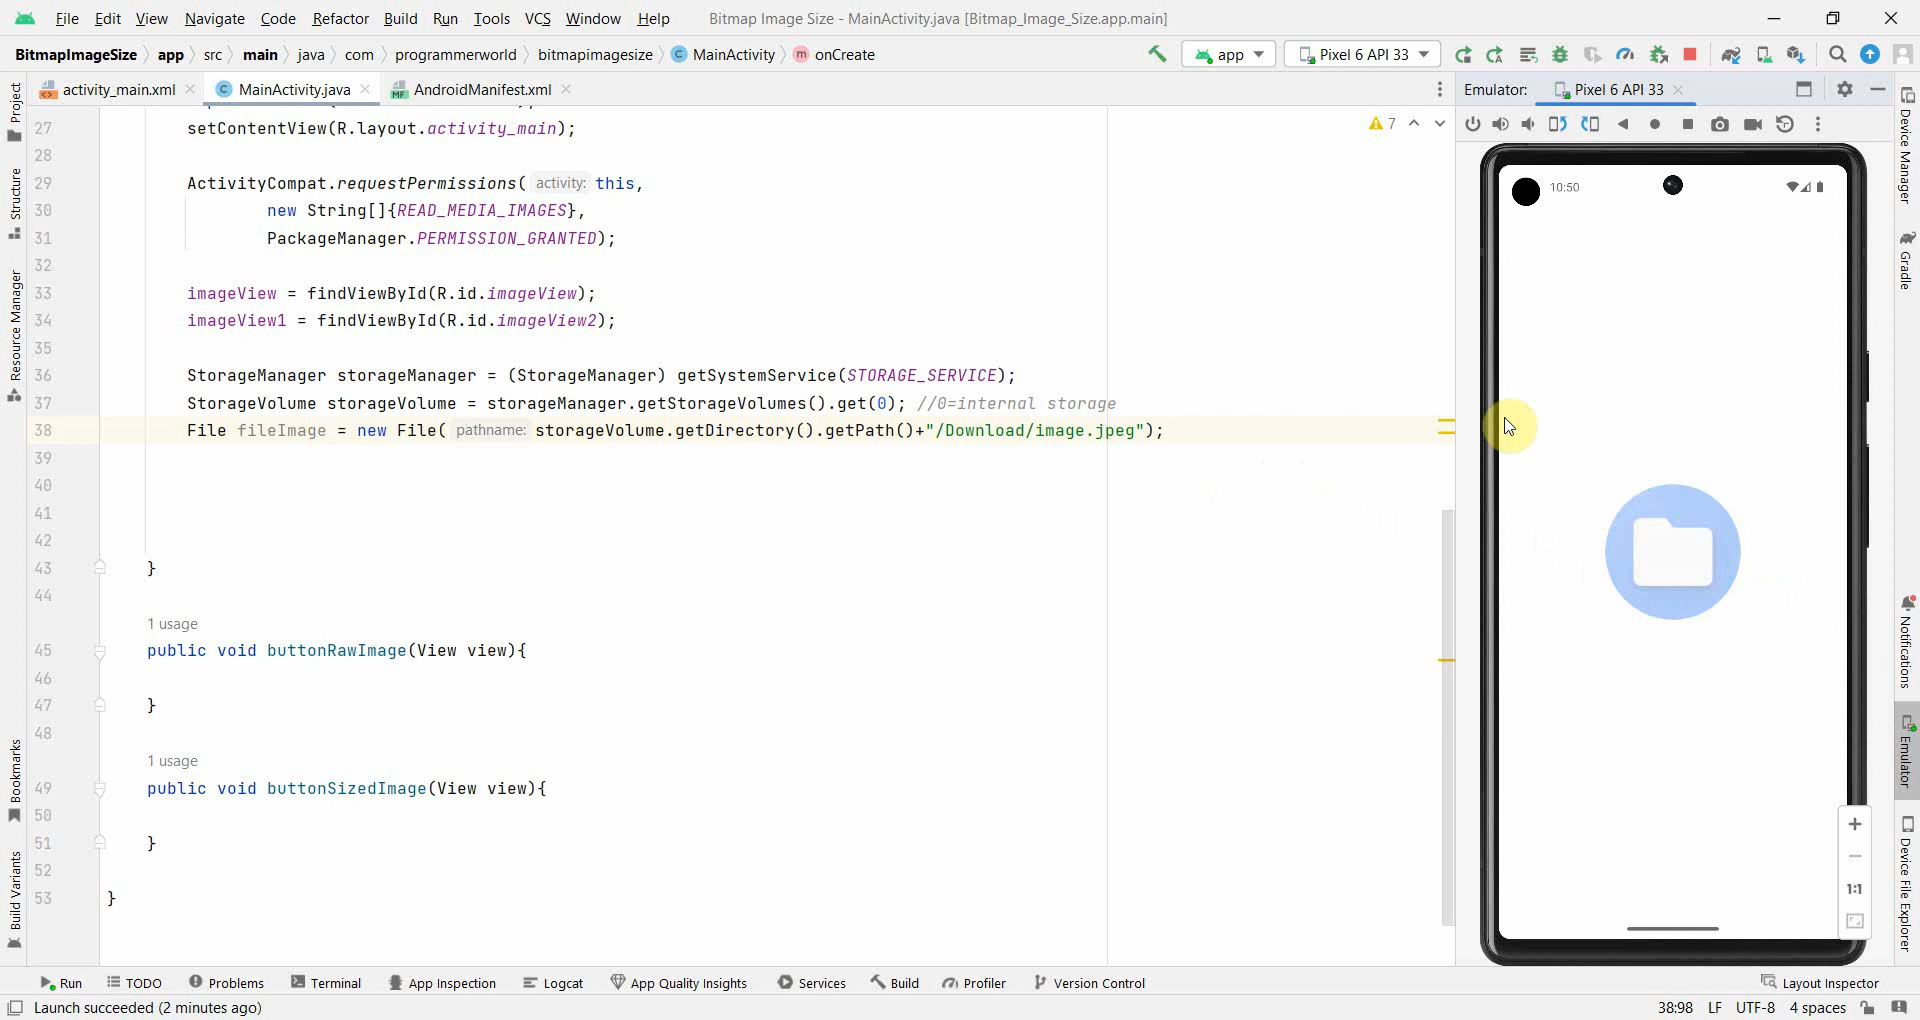 File Edit View Navigate Code Refactor Build Run Tools VCS Window Help Bitmap Image Size - MainActivity.java [Bitmap_Image_Size.app.main]
BitmapImageSize app src main java com programmerworld bitmapimagesize MainActivity onCreate app Pixel 6 API 33
activity_main.xml MainActivity.java AndroidManifest.xml Emulator: Pixel 6 API 33
27 setContentView(R.layout.activity_main); 7
28
29 ActivityCompat.requestPermissions( activity: this,
30 new String[]{READ_MEDIA_IMAGES},
31 PackageManager.PERMISSION_GRANTED);
32
33 imageView = findViewById(R.id.imageView);
34 imageView1 = findViewById(R.id.imageView2);
35
36 StorageManager storageManager = (StorageManager) getSystemService(STORAGE_SERVICE);
37 StorageVolume storageVolume = storageManager.getStorageVolumes().get(0); //0=internal storage
38 File fileImage = new File( pathname: storageVolume.getDirectory().getPath()+"/Download/image.jpeg");
39
40
41
42
43 }
44
1 usage
45 public void buttonRawImage(View view){
46
47 }
48
1 usage
49 public void buttonSizedImage(View view){
50
51 }
52
53 }
10:50
1:1
Project
Structure
Resource Manager
Bookmarks
Build Variants
Device Manager
Gradle
Notifications
Emulator
Device File Explorer
Run TODO Problems Terminal App Inspection Logcat App Quality Insights Services Build Profiler Version Control Layout Inspector
Launch succeeded (2 minutes ago) 38:98 LF UTF-8 4 spaces